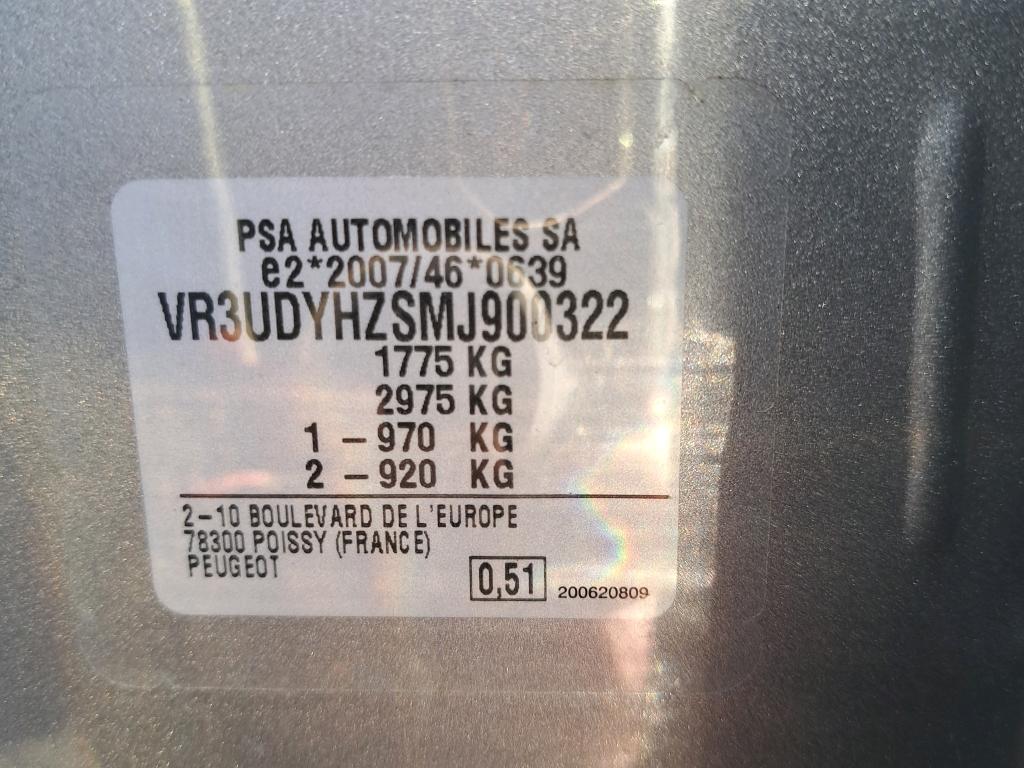 PSA AUTOMOBILES SA
e2*2007/46*0639
VR3UDYHZSMJ900322
1775 KG
2975 KG
1 – 970 KG
2 – 920 KG
2–10 BOULEVARD DE L'EUROPE
78300 POISSY (FRANCE)
PEUGEOT
0,51 200620809